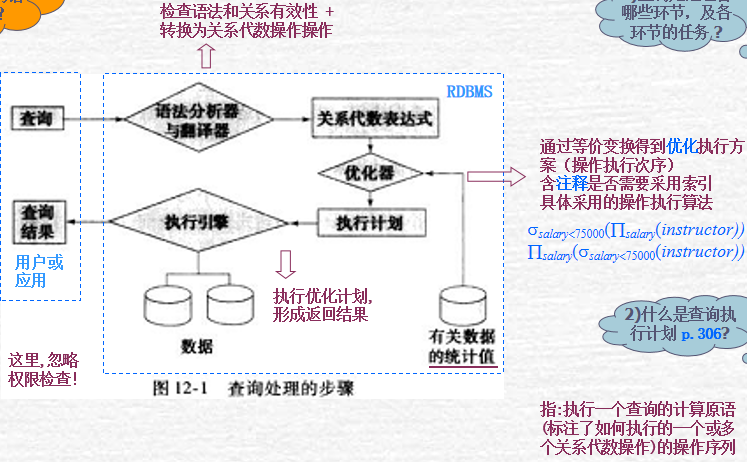 ?
检查语法和关系有效性 +
转换为关系代数操作操作
哪些环节，及各
环节的任务？
RDBMS
查询
语法分析器
与翻译器
关系代数表达式
优化器
通过等价变换得到优化执行方
案（操作执行次序）
含注释是否需要采用索引
具体采用的操作执行算法
σsalary<75000(∏salary(instructor))
∏salary(σsalary<75000(instructor))
查询
结果
执行引擎
执行计划
用户或
应用
执行优化计划,
形成返回结果
数据
有关数据
的统计值
2)什么是查询执
行计划 p. 306?
这里,忽略
权限检查!
图 12-1 查询处理的步骤
指:执行一个查询的计算原语
(标注了如何执行的一个或多
个关系代数操作)的操作序列